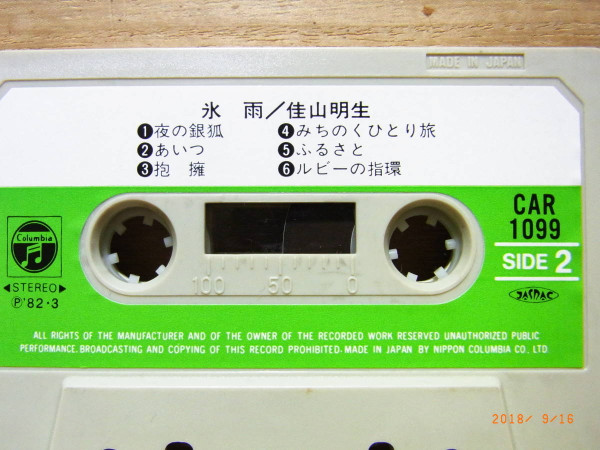 MADE IN JAPAN
氷 雨/佳山明生
❶夜の銀狐 ❹みちのくひとり旅
❷あいつ ❺ふるさと
❸抱 擁 ❻ルビーの指環
Columbia
◀STEREO▶
Ⓟ'82・3
CAR
1099
SIDE 2
JASRAC
100 50 0
ALL RIGHTS OF THE MANUFACTURER AND OF THE OWNER OF THE RECORDED WORK RESERVED UNAUTHORIZED PUBLIC
PERFORMANCE. BROADCASTING AND COPYING OF THIS RECORD PROHIBITED・MADE IN JAPAN BY NIPPON COLUMBIA CO., LTD.
2018/ 9/16